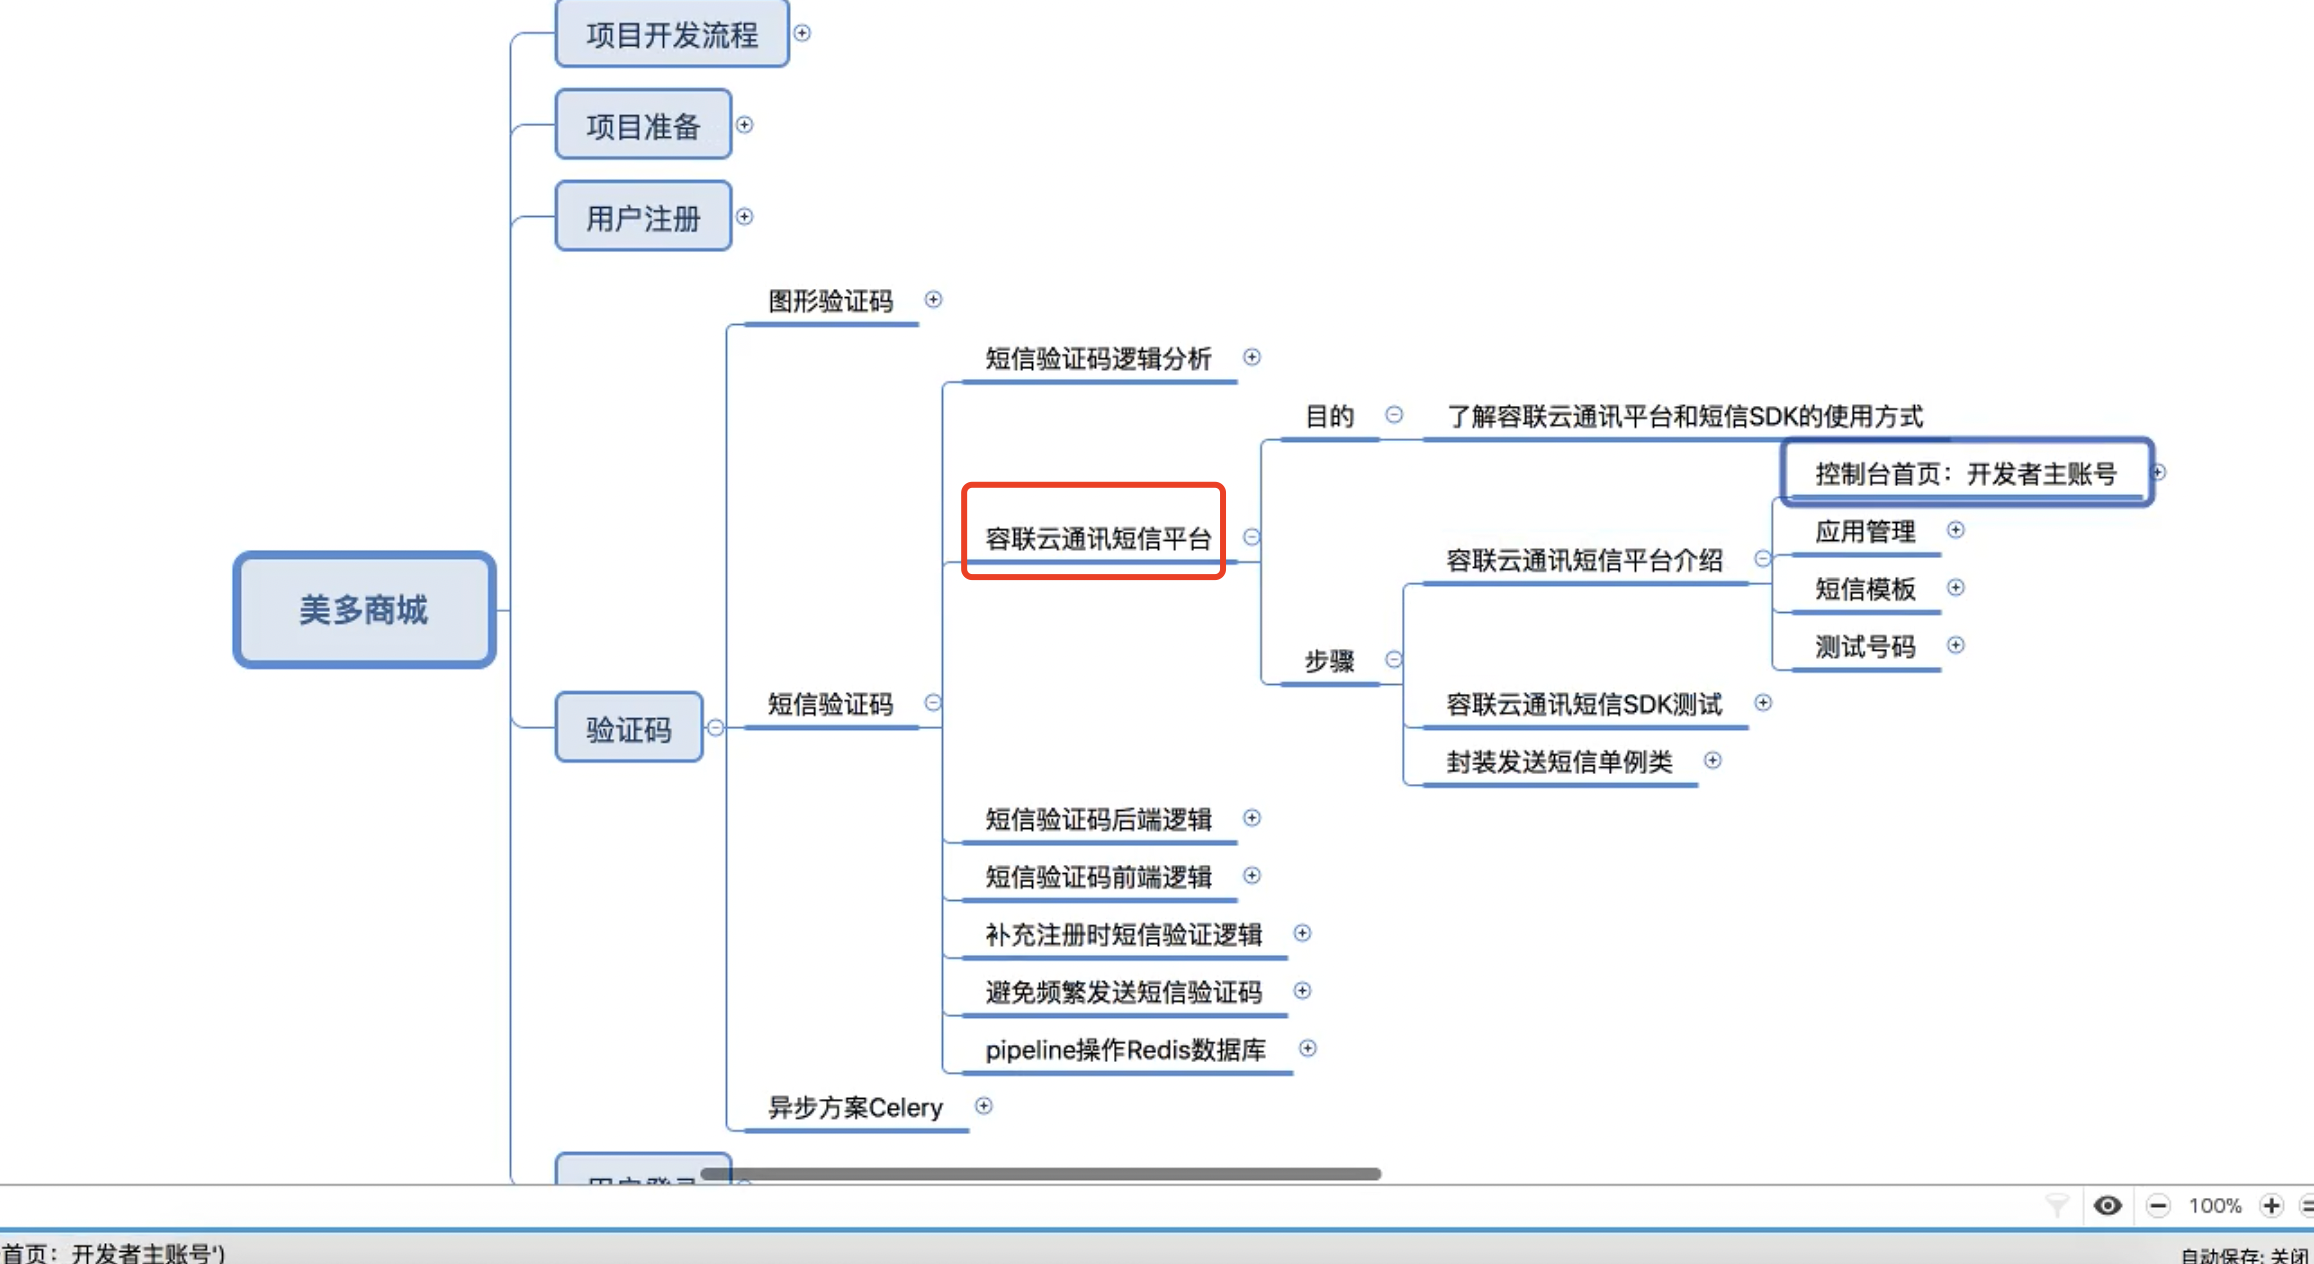 项目开发流程
项目准备
用户注册
图形验证码
短信验证码逻辑分析
目的
了解容联云通讯平台和短信SDK的使用方式
控制台首页：开发者主账号
容联云通讯短信平台
应用管理
容联云通讯短信平台介绍
短信模板
美多商城
测试号码
步骤
短信验证码
容联云通讯短信SDK测试
验证码
封装发送短信单例类
短信验证码后端逻辑
短信验证码前端逻辑
补充注册时短信验证逻辑
避免频繁发送短信验证码
pipeline操作Redis数据库
异步方案Celery
用户登录
100%
首页：开发者主账号')
自动保存: 关闭